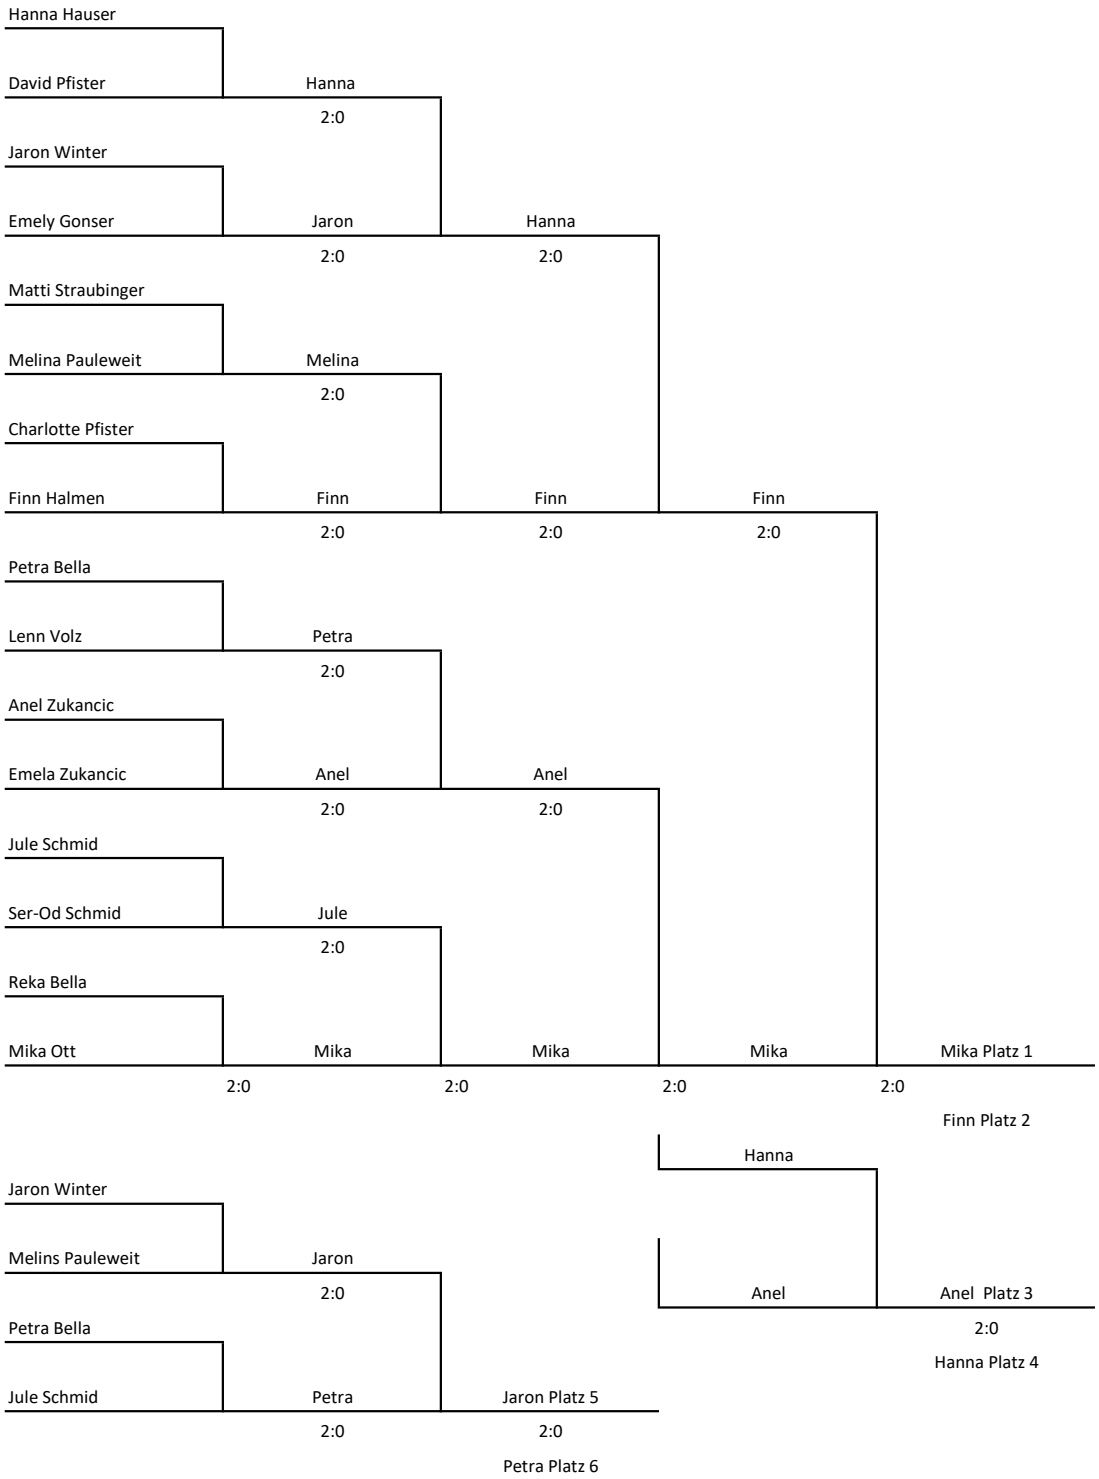 Hanna Hauser
David Pfister Hanna
2:0
Jaron Winter
Emely Gonser Jaron Hanna
2:0 2:0
Matti Straubinger
Melina Pauleweit Melina
2:0
Charlotte Pfister
Finn Halmen Finn Finn Finn
2:0 2:0 2:0
Petra Bella
Lenn Volz Petra
2:0
Anel Zukancic
Emela Zukancic Anel Anel
2:0 2:0
Jule Schmid
Ser-Od Schmid Jule
2:0
Reka Bella
Mika Ott Mika Mika Mika Mika Platz 1
2:0 2:0 2:0 2:0
Finn Platz 2
Hanna
Jaron Winter
Melins Pauleweit Jaron
2:0 Anel Anel Platz 3
Petra Bella 2:0
Hanna Platz 4
Jule Schmid Petra Jaron Platz 5
2:0 2:0
Petra Platz 6